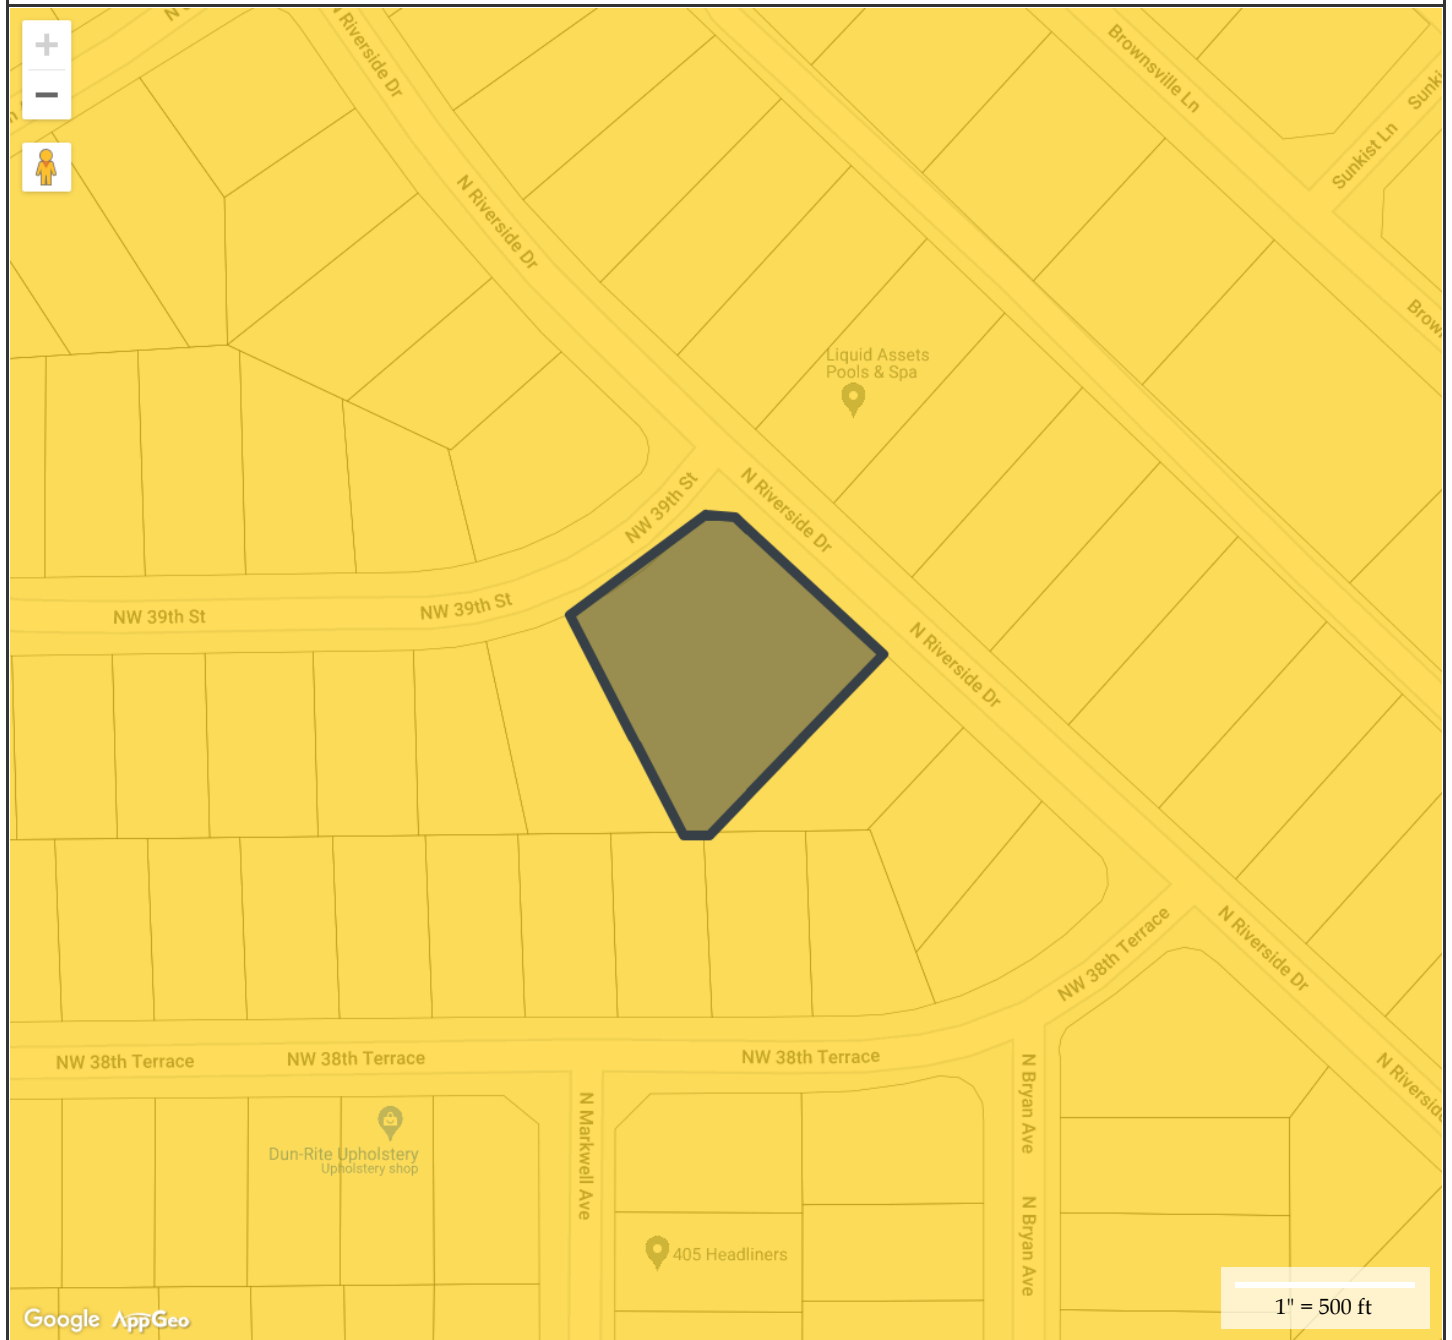 N Riverside Dr
Brownsville Ln
Sunkist Ln
N Riverside Dr
Liquid Assets
Pools & Spa
N Riverside Dr
NW 39th St
NW 39th St
NW 39th St
N Riverside Dr
N Riverside Dr
NW 38th Terrace
NW 38th Terrace
NW 38th Terrace
NW 38th Terrace
N Bryan Ave
N Markwell Ave
Dun-Rite Upholstery
Upholstery shop
N Bryan Ave
405 Headliners
Google AppGeo
1" = 500 ft